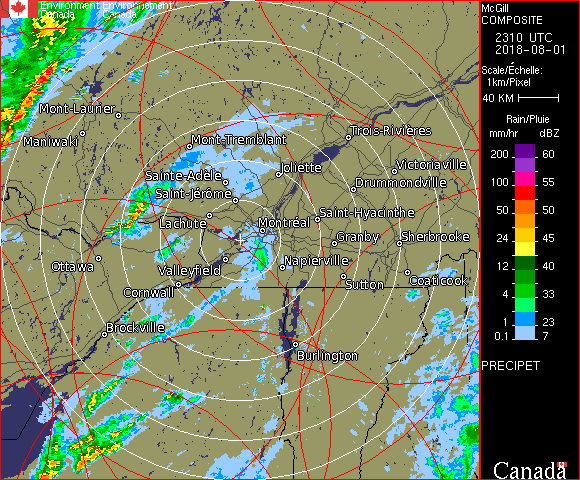 Environment Environnement
Canada Canada
McGill
COMPOSITE
2310 UTC
2018-08-01
Scale/Échelle:
1km/Pixel
40 KM
Rain/Pluie
mm/hr dBZ
200 60
100 55
50 50
24 45
12 40
4 33
1 23
0.1 7
PRECIPET
Canada
Mont-Laurier
Maniwaki
Mont-Tremblant
Trois-Rivières
Joliette
Victoriaville
Sainte-Adèle
Drummondville
Saint-Jérôme
Saint-Hyacinthe
Lachute
Montréal
Granby
Sherbrooke
Ottawa
Valleyfield
Napierville
Cornwall
Sutton
Coaticook
Brockville
Burlington